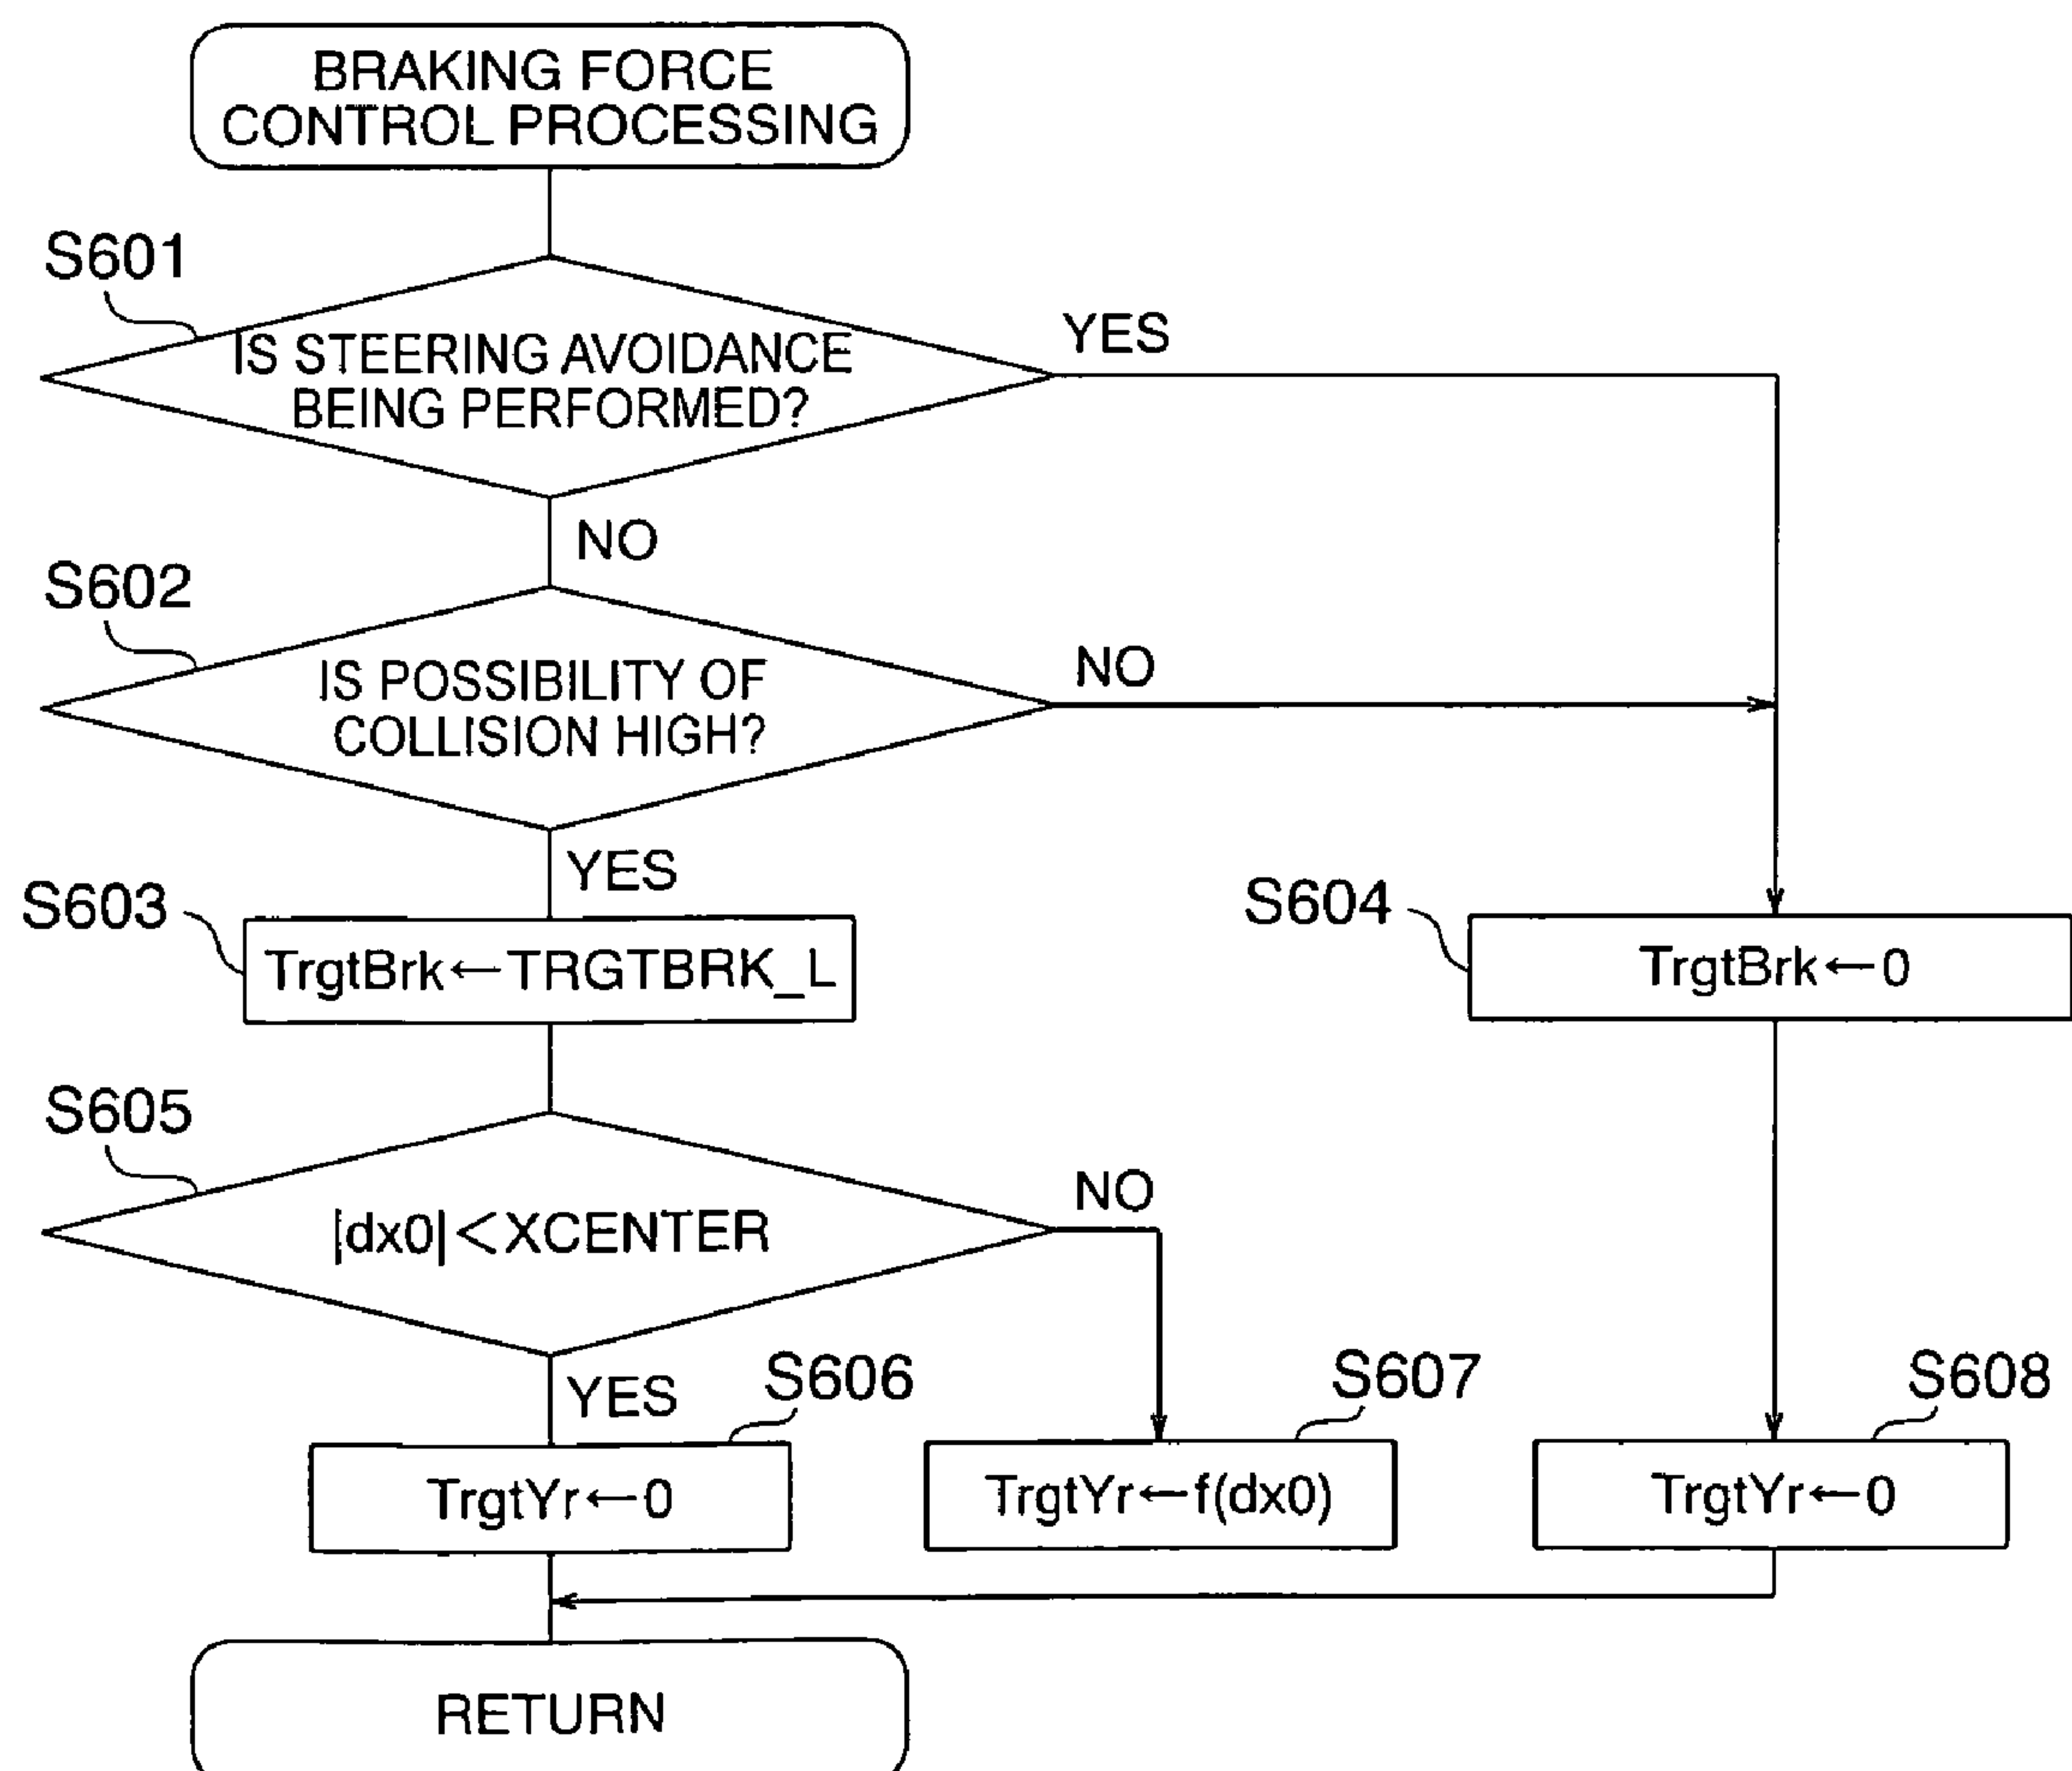 BRAKING FORCE
CONTROL PROCESSING
S601
IS STEERING AVOIDANCE
BEING PERFORMED?
YES
NO
S602
IS POSSIBILITY OF
COLLISION HIGH?
NO
YES
S603
TrgtBrk←TRGTBRK_L
S604
TrgtBrk←0
S605
|dx0|<XCENTER
NO
YES
S606
TrgtYr←0
S607
TrgtYr←f(dx0)
S608
TrgtYr←0
RETURN